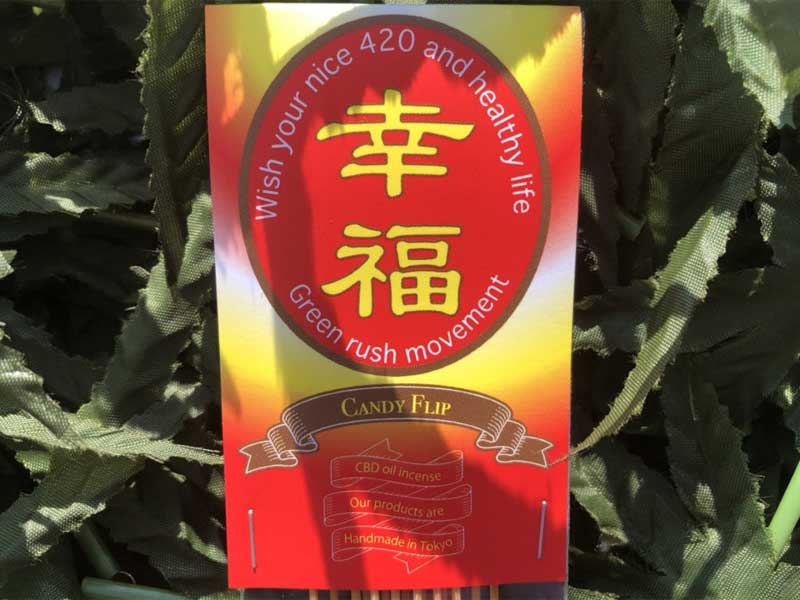 Wish your nice 420 and healthy life
幸
福
Green rush movement
CANDY FLIP
CBD oil incense
Our products are
Handmade in Tokyo